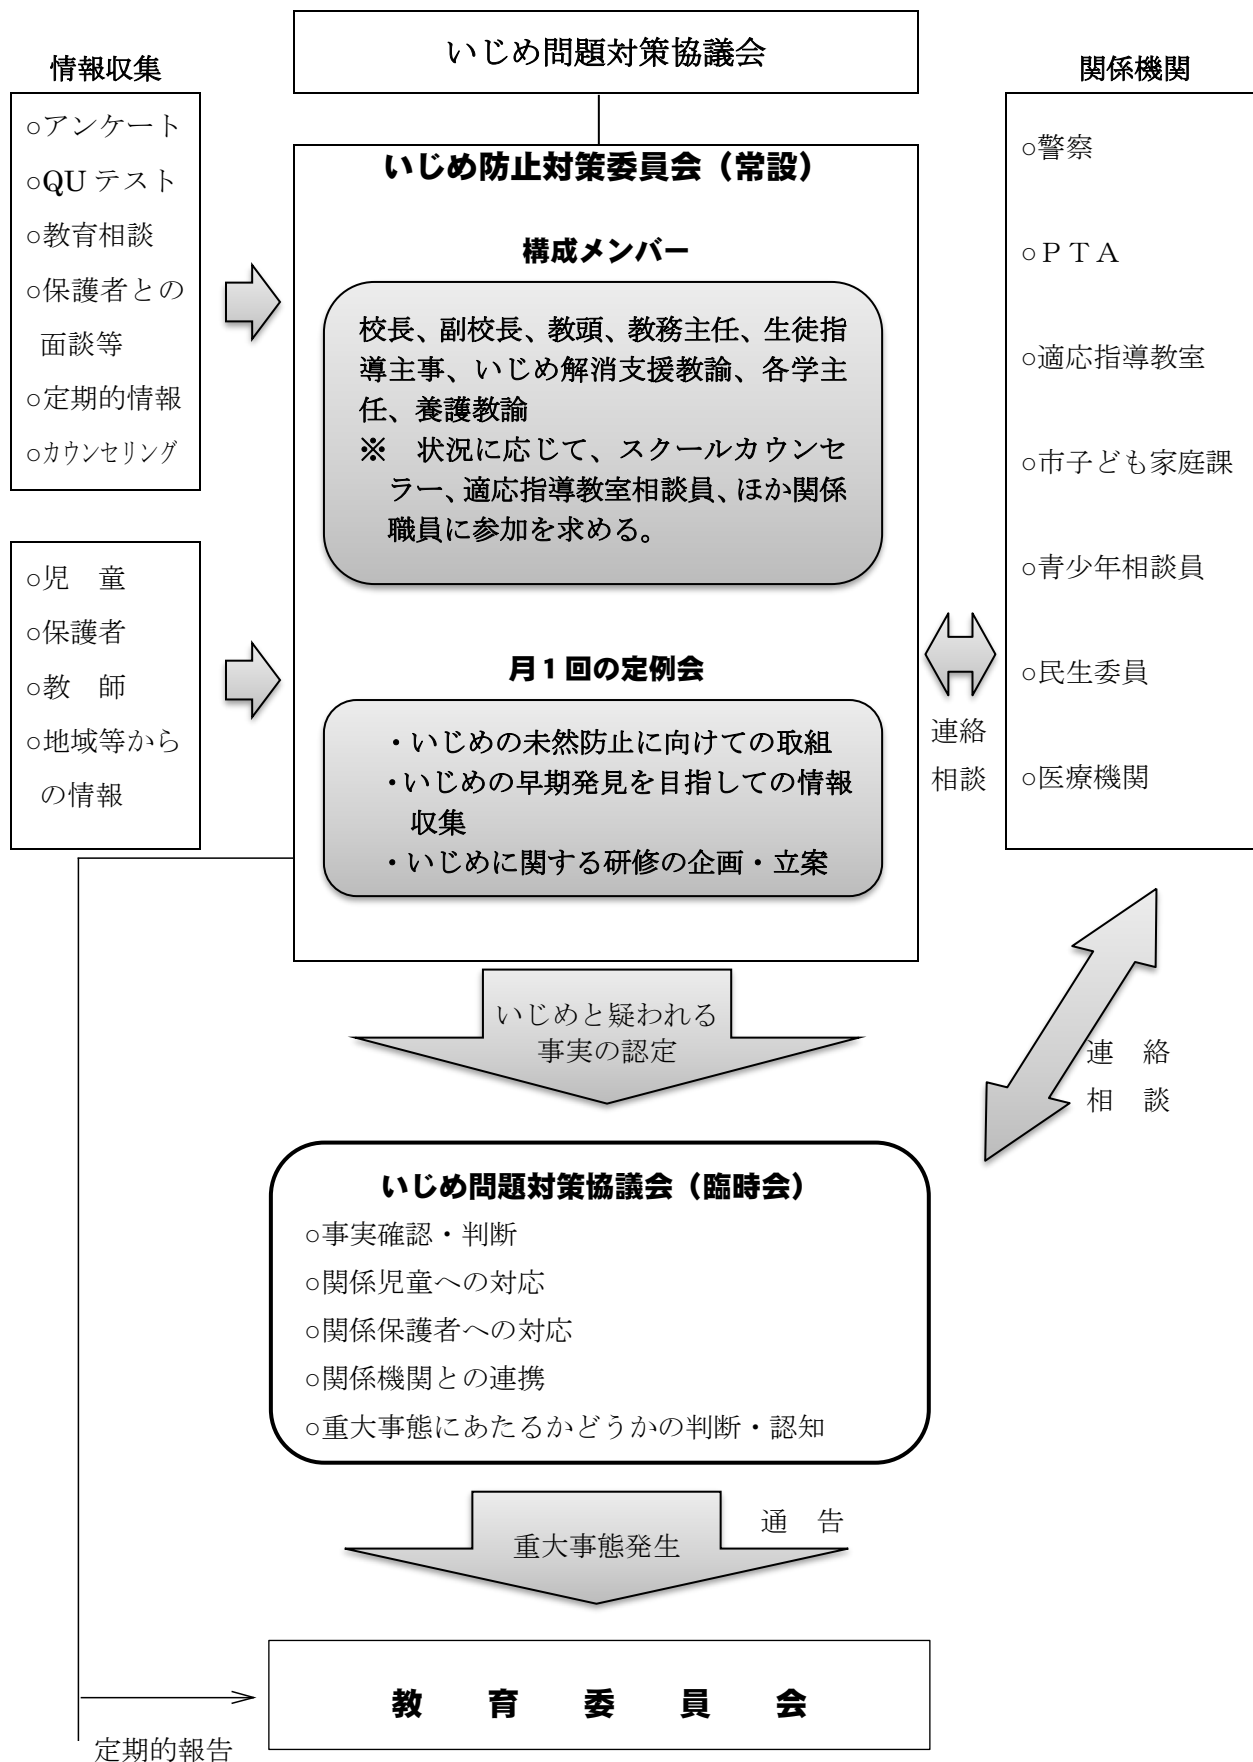 いじめ問題対策協議会
情報収集
○アンケート
○QU テスト
○教育相談
○保護者との
面談等
○定期的情報
○カウンセリング
○児　童
○保護者
○教　師
○地域等から
の情報
いじめ防止対策委員会（常設）
構成メンバー
校長、副校長、教頭、教務主任、生徒指
導主事、いじめ解消支援教諭、各学主
任、養護教諭
※　状況に応じて、スクールカウンセ
ラー、適応指導教室相談員、ほか関係
職員に参加を求める。
月１回の定例会
・いじめの未然防止に向けての取組
・いじめの早期発見を目指しての情報
収集
・いじめに関する研修の企画・立案
関係機関
○警察
○ＰＴＡ
○適応指導教室
○市子ども家庭課
○青少年相談員
○民生委員
○医療機関
連絡
相談
いじめと疑われる
事実の認定
連　絡
相　談
いじめ問題対策協議会（臨時会）
○事実確認・判断
○関係児童への対応
○関係保護者への対応
○関係機関との連携
○重大事態にあたるかどうかの判断・認知
重大事態発生
通　告
教　育　委　員　会
定期的報告